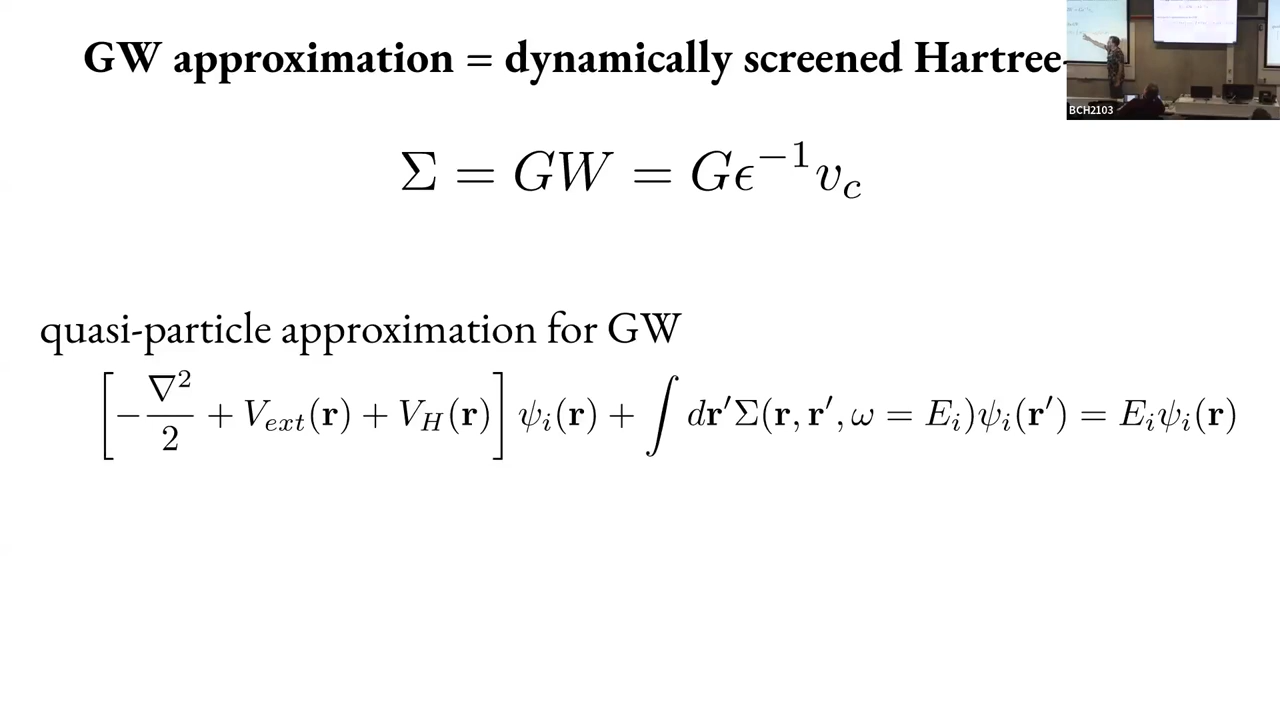 GW approximation = dynamically screened Hartree-
BCH2103
Σ = GW = Gϵ⁻¹v_c
quasi-particle approximation for GW
[−∇²/2 + V_ext(r) + V_H(r)] ψ_i(r) + ∫ dr′Σ(r, r′, ω = E_i)ψ_i(r′) = E_iψ_i(r)